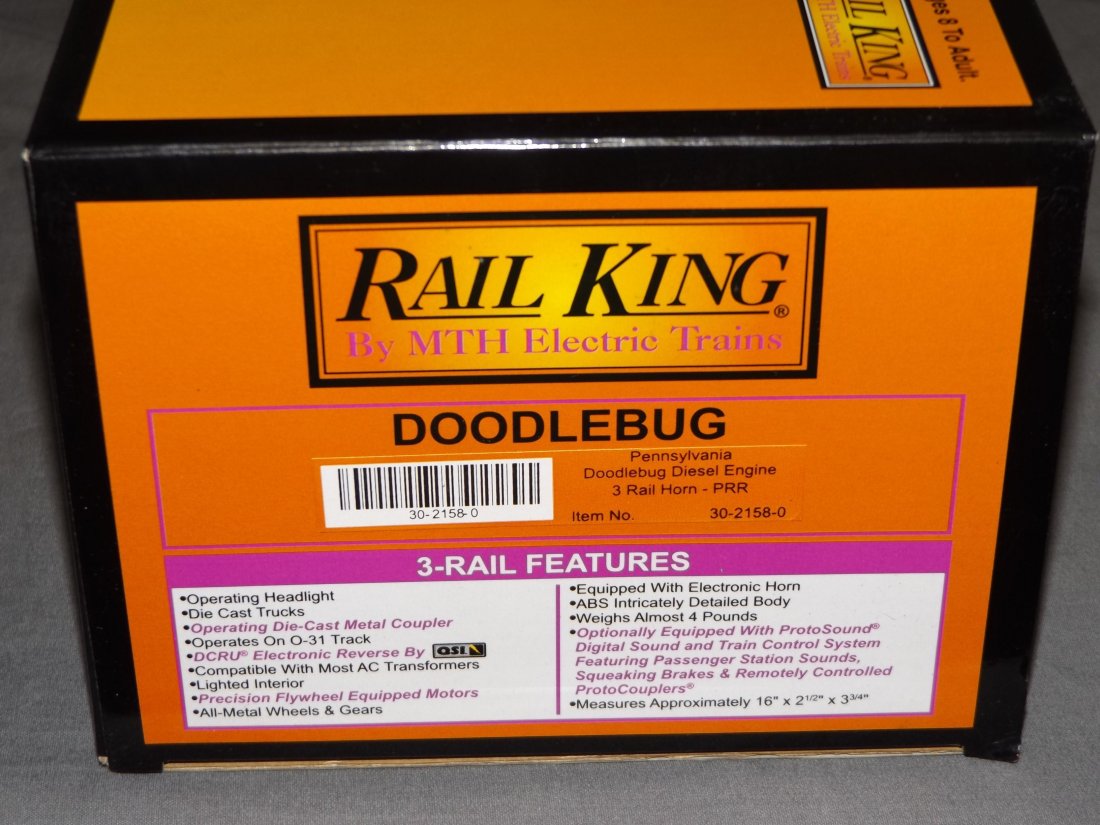 RAIL KING
MTH Electric Trains
8 To Adult.
RAIL KING®
By MTH Electric Trains
DOODLEBUG
Pennsylvania
Doodlebug Diesel Engine
3 Rail Horn - PRR
30-2158-0
Item No. 30-2158-0
3-RAIL FEATURES
•Operating Headlight
•Die Cast Trucks
•Operating Die-Cast Metal Coupler
•Operates On O-31 Track
•DCRU® Electronic Reverse By QSI
•Compatible With Most AC Transformers
•Lighted Interior
•Precision Flywheel Equipped Motors
•All-Metal Wheels & Gears
•Equipped With Electronic Horn
•ABS Intricately Detailed Body
•Weighs Almost 4 Pounds
•Optionally Equipped With ProtoSound®
Digital Sound and Train Control System
Featuring Passenger Station Sounds,
Squeaking Brakes & Remotely Controlled
ProtoCouplers®
•Measures Approximately 16" x 2 1/2" x 3 3/4"